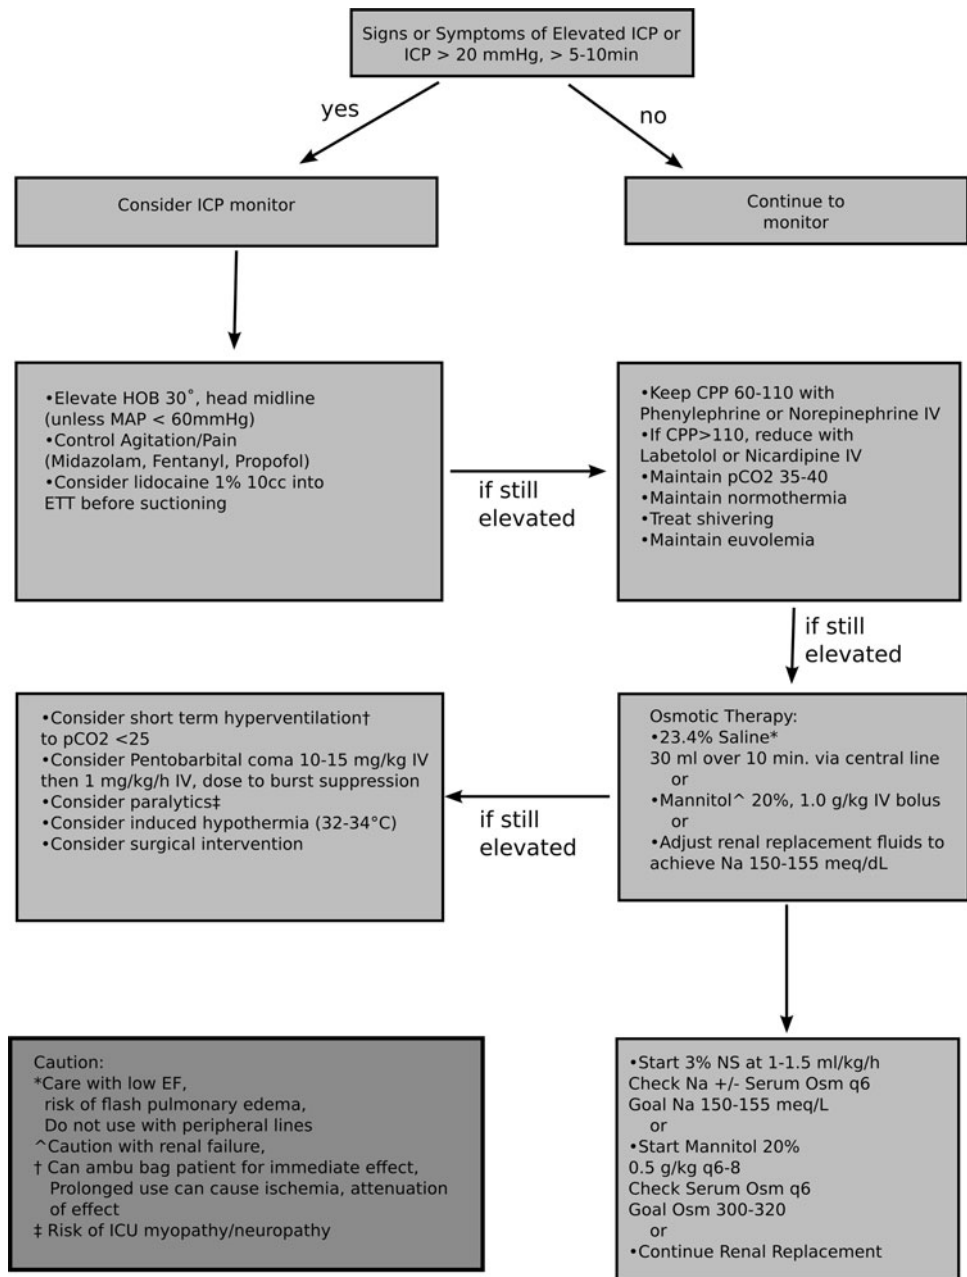 Signs or Symptoms of Elevated ICP or
ICP > 20 mmHg, > 5-10min
yes
no
Consider ICP monitor
Continue to
monitor
•Elevate HOB 30˚, head midline
(unless MAP < 60mmHg)
•Control Agitation/Pain
(Midazolam, Fentanyl, Propofol)
•Consider lidocaine 1% 10cc into
ETT before suctioning
if still
elevated
•Keep CPP 60-110 with
Phenylephrine or Norepinephrine IV
•If CPP>110, reduce with
Labetolol or Nicardipine IV
•Maintain pCO2 35-40
•Maintain normothermia
•Treat shivering
•Maintain euvolemia
if still
elevated
Osmotic Therapy:
•23.4% Saline*
30 ml over 10 min. via central line
or
•Mannitol^ 20%, 1.0 g/kg IV bolus
or
•Adjust renal replacement fluids to
achieve Na 150-155 meq/dL
if still
elevated
•Consider short term hyperventilation†
to pCO2 <25
•Consider Pentobarbital coma 10-15 mg/kg IV
then 1 mg/kg/h IV, dose to burst suppression
•Consider paralytics‡
•Consider induced hypothermia (32-34°C)
•Consider surgical intervention
•Start 3% NS at 1-1.5 ml/kg/h
Check Na +/- Serum Osm q6
Goal Na 150-155 meq/L
or
•Start Mannitol 20%
0.5 g/kg q6-8
Check Serum Osm q6
Goal Osm 300-320
or
•Continue Renal Replacement
Caution:
*Care with low EF,
risk of flash pulmonary edema,
Do not use with peripheral lines
^Caution with renal failure,
† Can ambu bag patient for immediate effect,
Prolonged use can cause ischemia, attenuation
of effect
‡ Risk of ICU myopathy/neuropathy